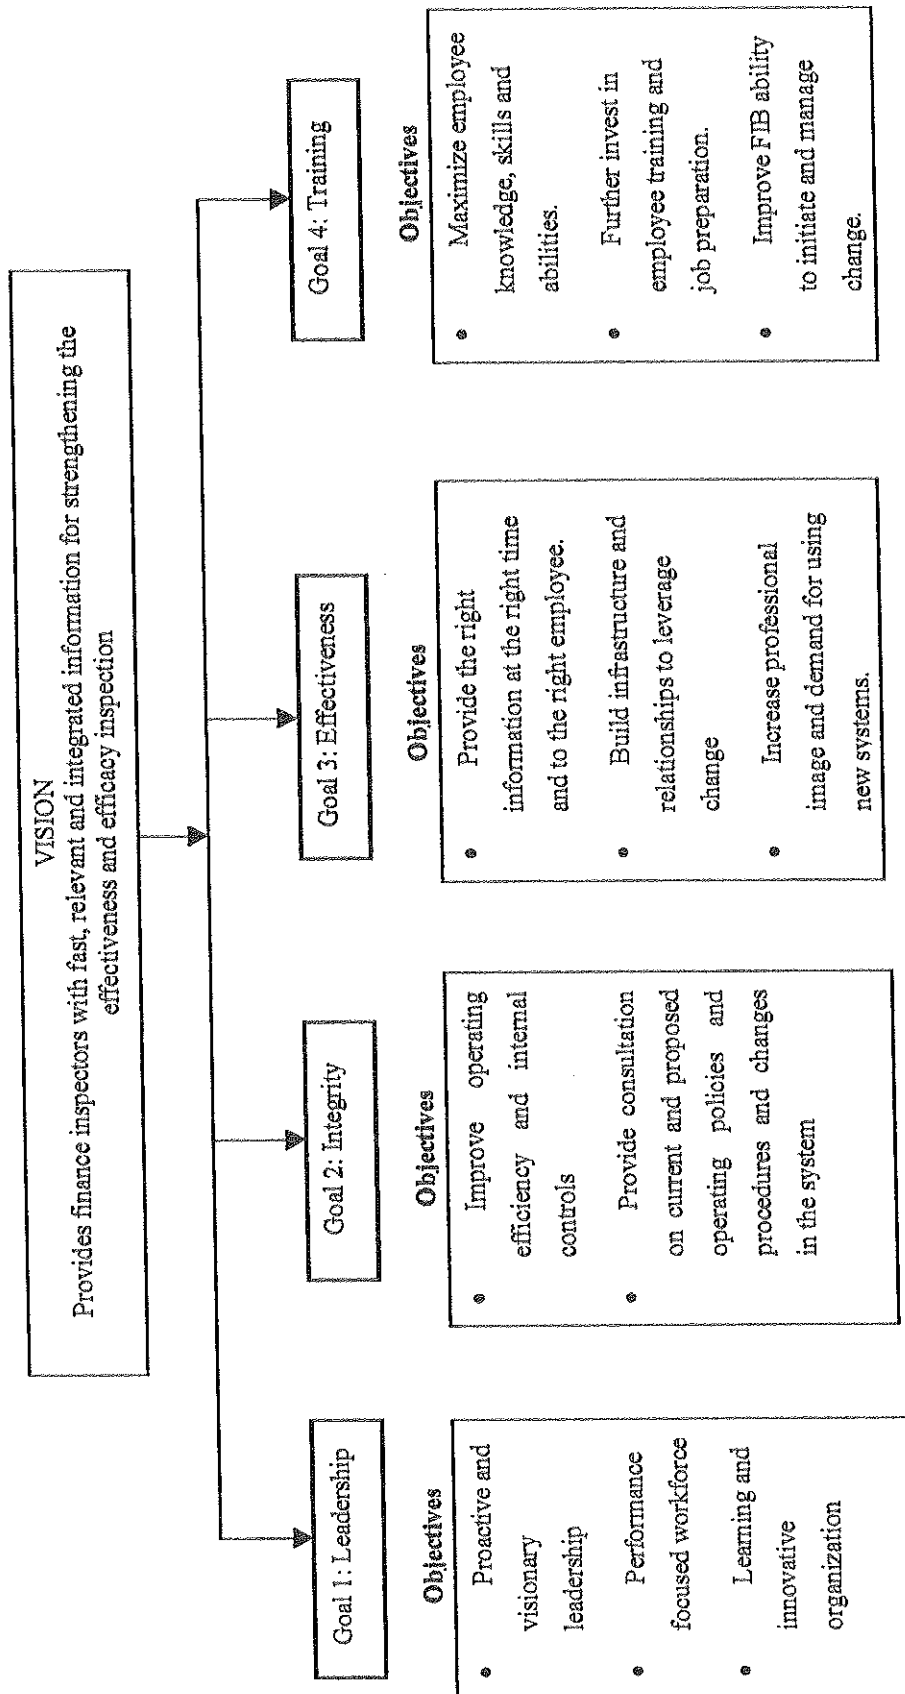 VISION
Provides finance inspectors with fast, relevant and integrated information for strengthening the
effectiveness and efficacy inspection
Goal 1: Leadership
Objectives
• Proactive and
visionary
leadership
• Performance
focused workforce
• Learning and
innovative
organization
Goal 2: Integrity
Objectives
• Improve operating
efficiency and internal
controls
• Provide consultation
on current and proposed
operating policies and
procedures and changes
in the system
Goal 3: Effectiveness
Objectives
• Provide the right
information at the right time
and to the right employee.
• Build infrastructure and
relationships to leverage
change
• Increase professional
image and demand for using
new systems.
Goal 4: Training
Objectives
• Maximize employee
knowledge, skills and
abilities.
• Further invest in
employee training and
job preparation.
• Improve FIB ability
to initiate and manage
change.